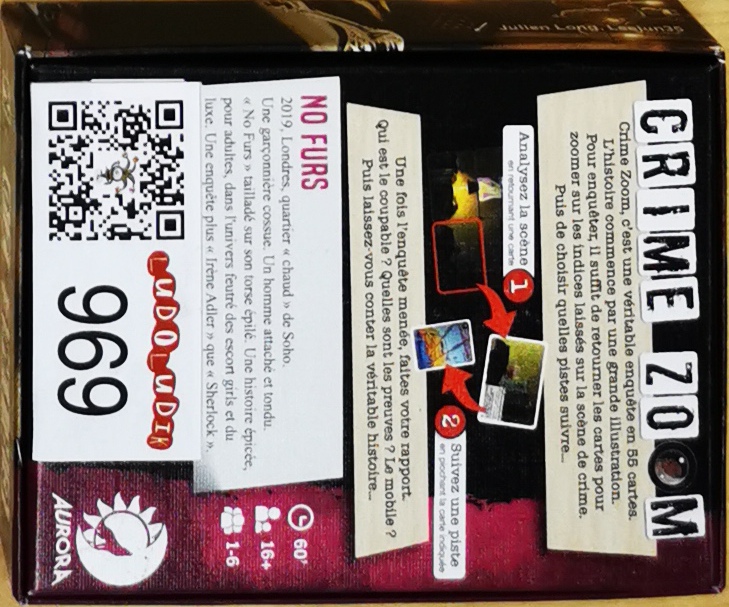 CRIME ZOOM
Crime Zoom, c'est une véritable enquête en 55 cartes.
L'histoire commence par une grande illustration.
Pour enquêter, il suffit de retourner les cartes pour
zoomer sur les indices laissés sur la scène de crime.
Puis de choisir quelles pistes suivre...
Analysez la scène
en retournant une carte
1
2
Suivez une piste
en piochant la carte indiquée
Une fois l'enquête menée, faites votre rapport.
Qui est le coupable ? Quelles sont les preuves ? Le mobile ?
Puis laissez-vous conter la véritable histoire...
NO FURS
2019, Londres, quartier « chaud » de Soho.
Une garçonnière cossue. Un homme attaché et tondu.
« No Furs » tailladé sur son torse épilé. Une histoire épicée,
pour adultes, dans l'univers feutré des escort girls et du
luxe. Une enquête plus « Irène Adler » que « Sherlock ».
60'
16+
1-6
LUDOLUDIK
969
AURORA